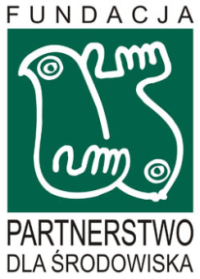 FUNDACJA
PARTNERSTWO
DLA ŚRODOWISKA